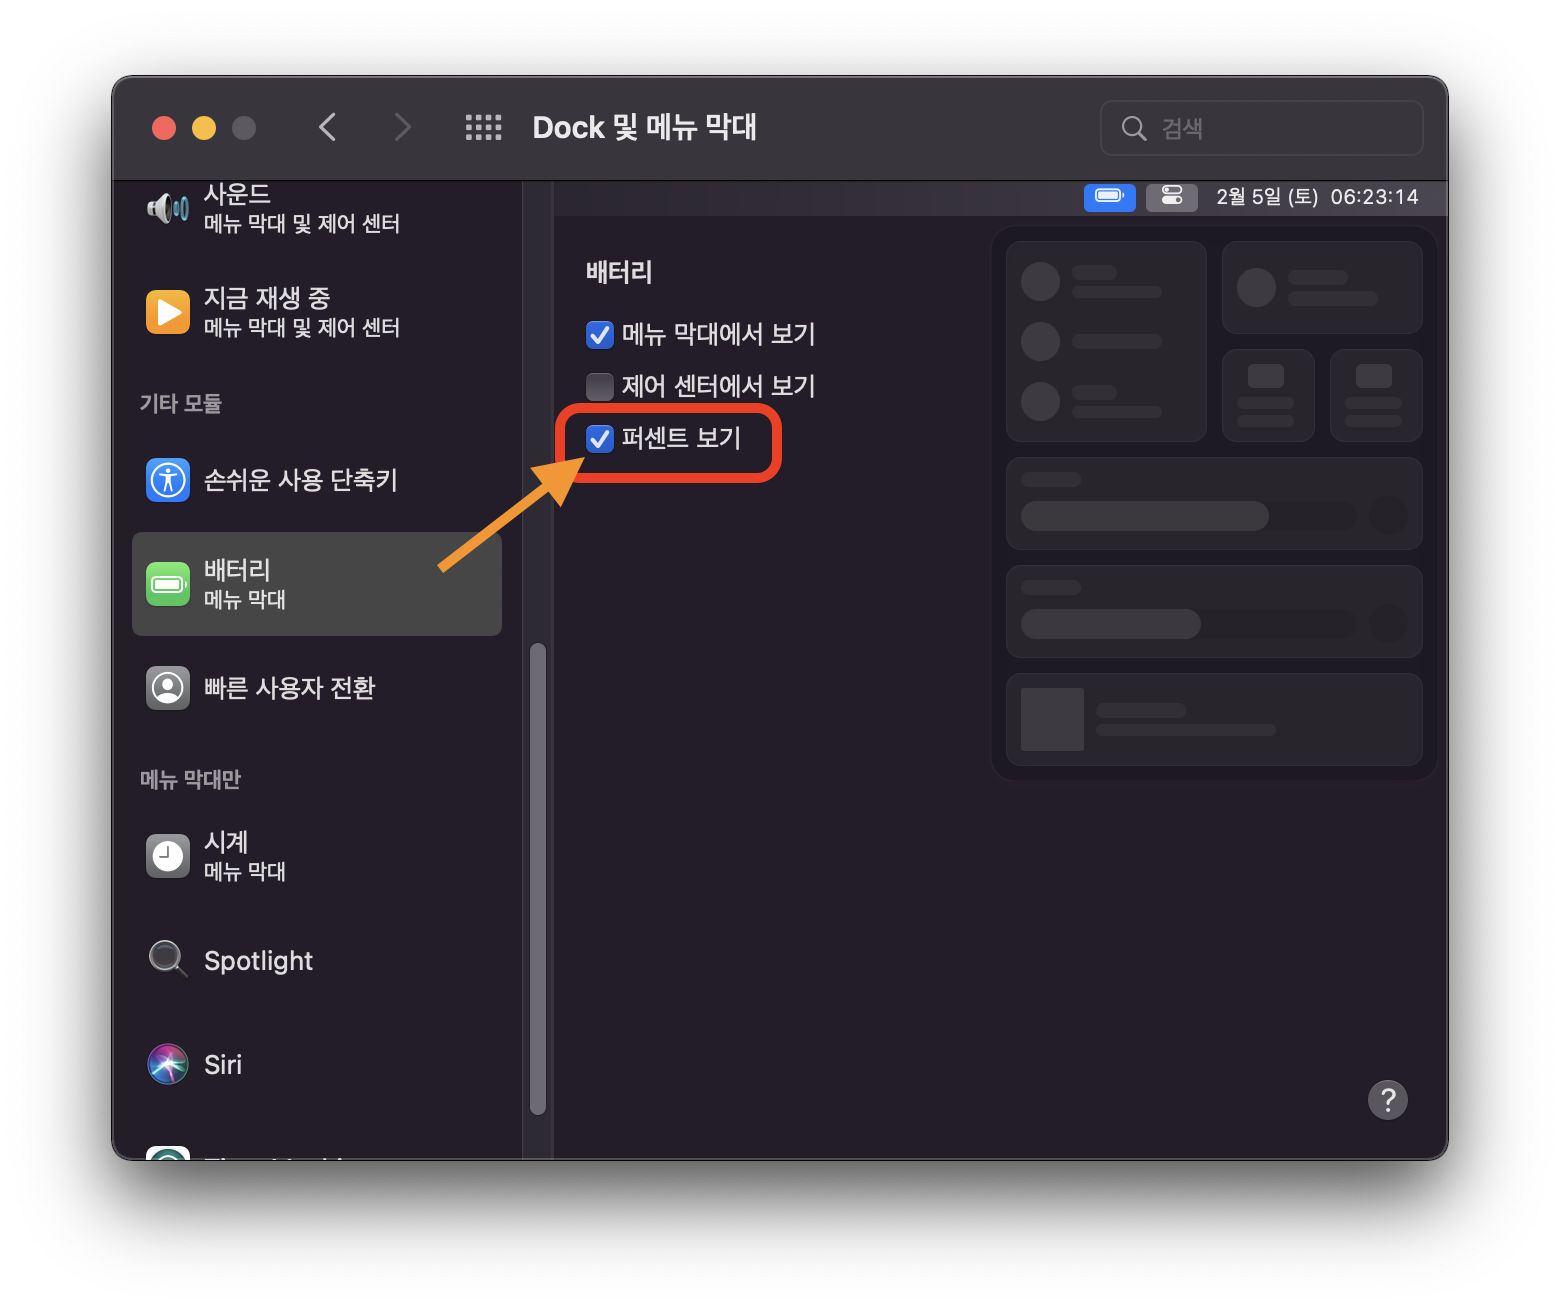 Dock 및 메뉴 막대
검색
사운드
메뉴 막대 및 제어 센터
지금 재생 중
메뉴 막대 및 제어 센터
기타 모듈
손쉬운 사용 단축키
배터리
메뉴 막대
빠른 사용자 전환
메뉴 막대만
시계
메뉴 막대
Spotlight
Siri
2월 5일 (토) 06:23:14
배터리
메뉴 막대에서 보기
제어 센터에서 보기
퍼센트 보기
?